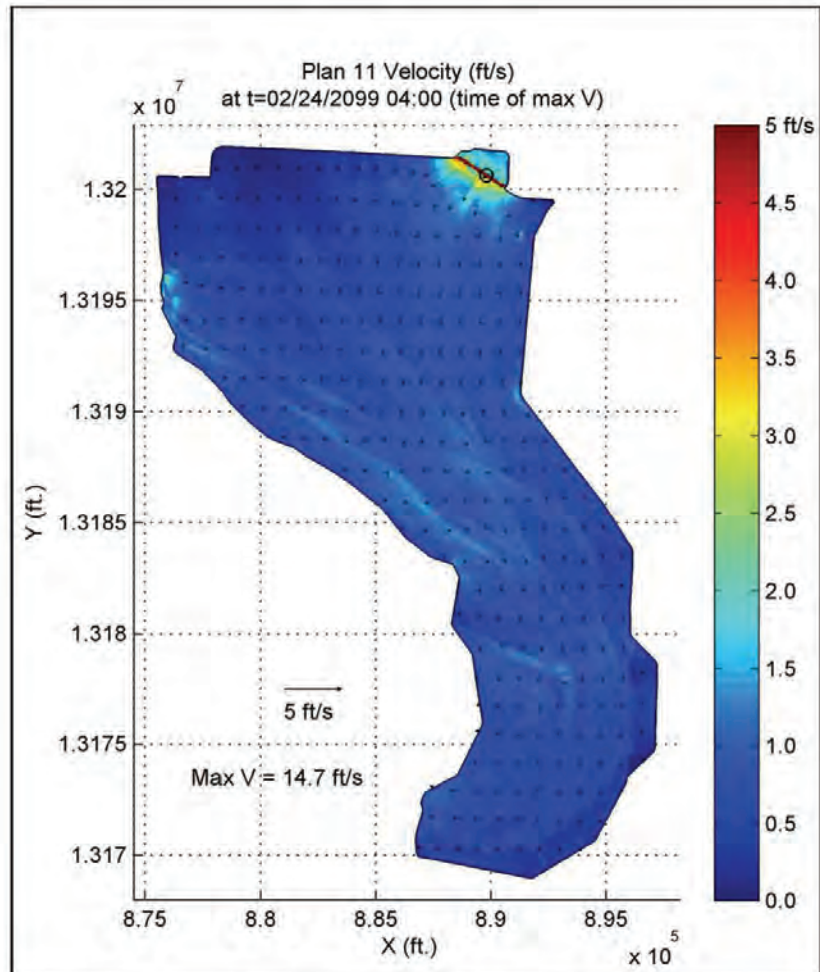 Plan 11 Velocity (ft/s)
x 10^7
at t=02/24/2099 04:00 (time of max V)
5 ft/s
4.5
4.0
3.5
3.0
2.5
2.0
1.5
1.0
0.5
0.0
1.32
1.3195
1.319
1.3185
1.318
1.3175
1.317
Y (ft.)
5 ft/s
Max V = 14.7 ft/s
8.75
8.8
8.85
8.9
8.95
X (ft.)
x 10^5